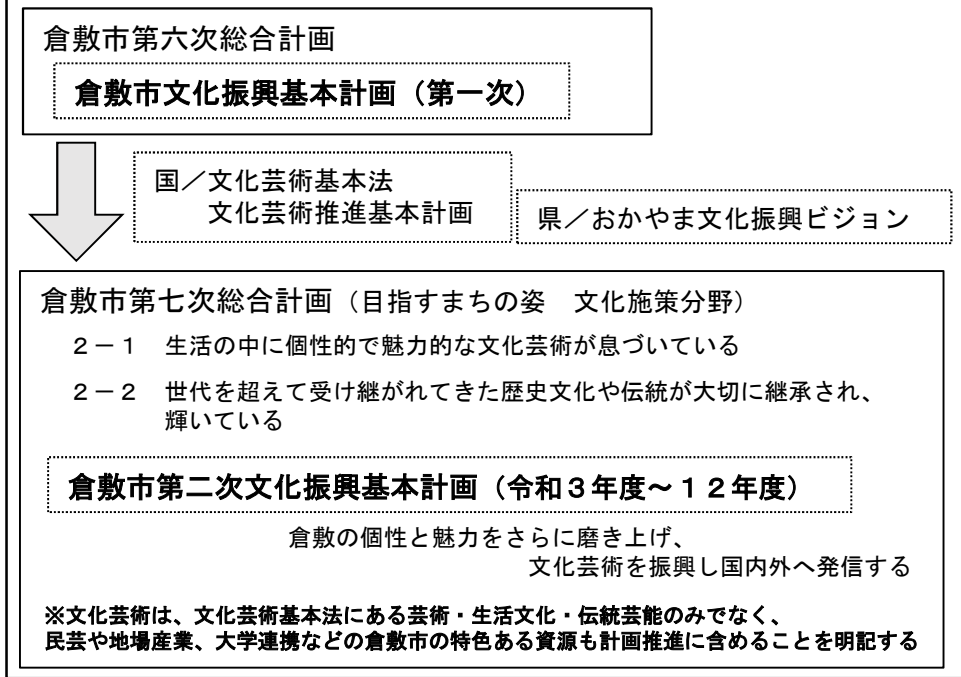 倉敷市第六次総合計画
倉敷市文化振興基本計画（第一次）
国／文化芸術基本法
文化芸術推進基本計画
県／おかやま文化振興ビジョン
倉敷市第七次総合計画（目指すまちの姿　文化施策分野）
２－１　生活の中に個性的で魅力的な文化芸術が息づいている
２－２　世代を超えて受け継がれてきた歴史文化や伝統が大切に継承され、
輝いている
倉敷市第二次文化振興基本計画（令和３年度～１２年度）
倉敷の個性と魅力をさらに磨き上げ、
文化芸術を振興し国内外へ発信する
※文化芸術は、文化芸術基本法にある芸術・生活文化・伝統芸能のみでなく、
民芸や地場産業、大学連携などの倉敷市の特色ある資源も計画推進に含めることを明記する